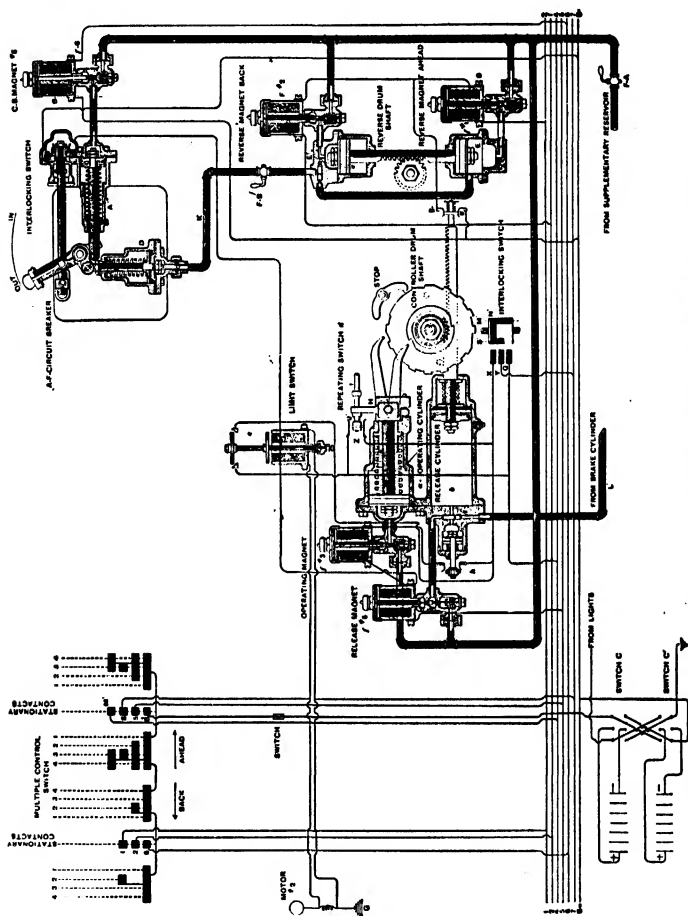 C.B. MAGNET
INTERLOCKING SWITCH
IN
OUT
A-F-CIRCUIT BREAKER
REVERSE MAGNET BACK
REVERSE DRUM
SHAFT
REVERSE MAGNET AHEAD
F-B
F-A
FROM SUPPLEMENTARY RESERVOIR
STOP
CONTROLLER DRUM
SHAFT
INTERLOCKING SWITCH
LIMIT SWITCH
REPEATING SWITCH d
a - OPERATING CYLINDER
RELEASE CYLINDER
OPERATING MAGNET
RELEASE MAGNET
FROM BRAKE CYLINDER
STATIONARY
CONTACTS
MULTIPLE CONTROL
SWITCH
AHEAD
BACK
STATIONARY
CONTACTS
SWITCH
FROM LIGHTS
SWITCH C
SWITCH C'
MOTOR
#2
G